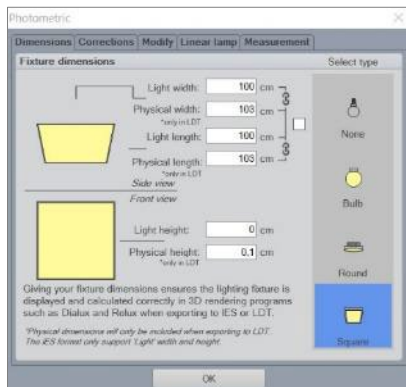 Photometric
Dimensions Corrections Modify Linear lamp Measurement
Fixture dimensions
Select type
Light width: 100 cm
Physical width: 103 cm
*only in LDT
Light length: 100 cm
Physical length: 103 cm
*only in LDT
Side view
Front view
Light height: 0 cm
Physical height: 0,1 cm
*only in LDT
Giving your fixture dimensions ensures the lighting fixture is
displayed and calculated correctly in 3D rendering programs
such as Dialux and Relux when exporting to IES or LDT.
*Physical dimensions will only be included when exporting to LDT.
The IES format only support 'Light' width and height.
None
Bulb
Round
Square
OK